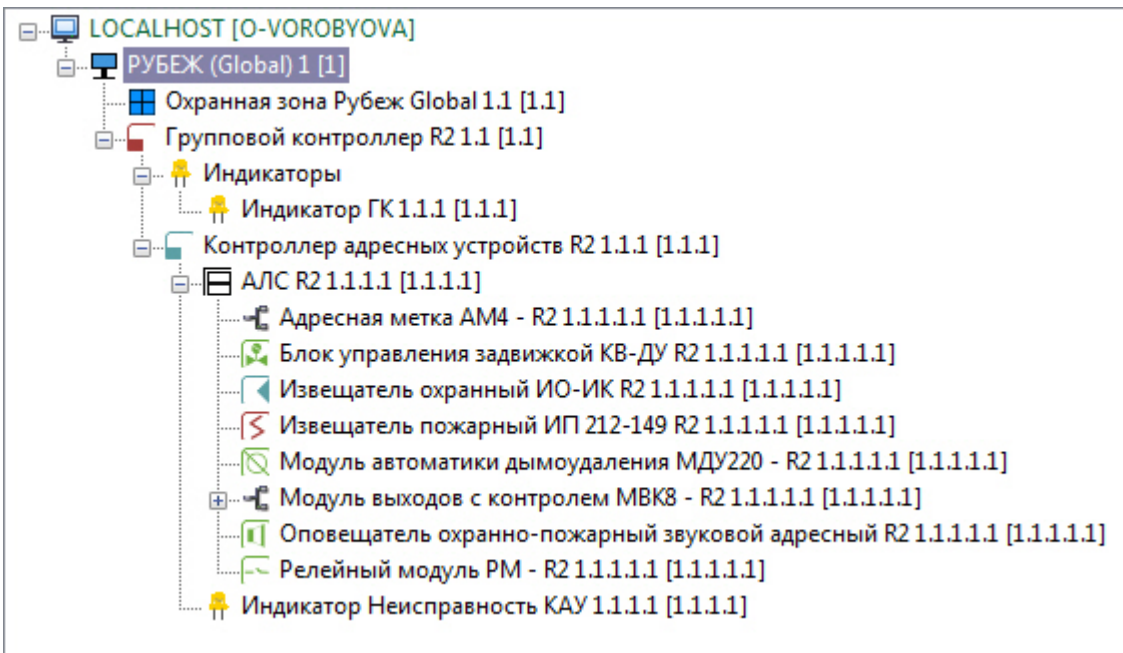 LOCALHOST [O-VOROBYOVA]
РУБЕЖ (Global) 1 [1]
Охранная зона Рубеж Global 1.1 [1.1]
Групповой контроллер R2 1.1 [1.1]
Индикаторы
Индикатор ГК 1.1.1 [1.1.1]
Контроллер адресных устройств R2 1.1.1 [1.1.1]
АЛС R2 1.1.1.1 [1.1.1.1]
Адресная метка АМ4 - R2 1.1.1.1.1 [1.1.1.1.1]
Блок управления задвижкой КВ-ДУ R2 1.1.1.1.1 [1.1.1.1.1]
Извещатель охранный ИО-ИК R2 1.1.1.1.1 [1.1.1.1.1]
Извещатель пожарный ИП 212-149 R2 1.1.1.1.1 [1.1.1.1.1]
Модуль автоматики дымоудаления МДУ220 - R2 1.1.1.1.1 [1.1.1.1.1]
Модуль выходов с контролем МВК8 - R2 1.1.1.1.1 [1.1.1.1.1]
Оповещатель охранно-пожарный звуковой адресный R2 1.1.1.1.1 [1.1.1.1.1]
Релейный модуль РМ - R2 1.1.1.1.1 [1.1.1.1.1]
Индикатор Неисправность КАУ 1.1.1.1 [1.1.1.1]